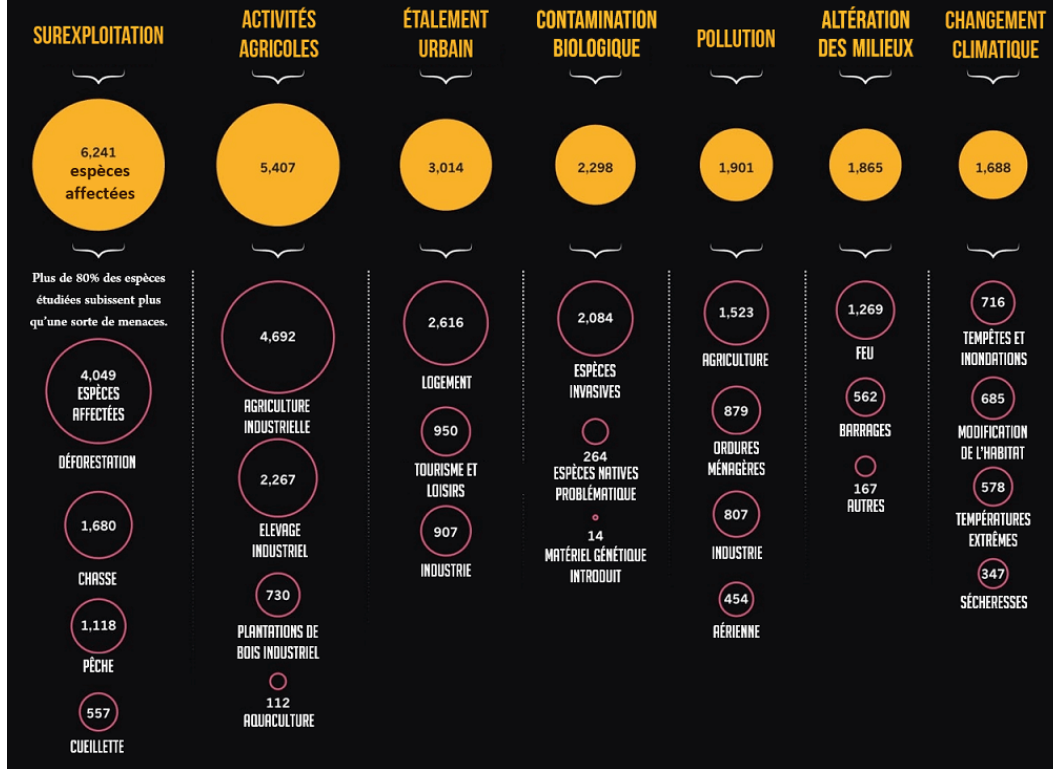 SUREXPLOITATION
6,241
espèces
affectées
Plus de 80% des espèces
étudiées subissent plus
qu'une sorte de menaces.
4,049
ESPÈCES
AFFECTÉES
DÉFORESTATION
1,680
CHASSE
1,118
PÊCHE
557
CUEILLETTE
ACTIVITÉS
AGRICOLES
5,407
4,692
AGRICULTURE
INDUSTRIELLE
2,267
ELEVAGE
INDUSTRIEL
730
PLANTATIONS DE
BOIS INDUSTRIEL
112
AQUACULTURE
ÉTALEMENT
URBAIN
3,014
2,616
LOGEMENT
950
TOURISME ET
LOISIRS
907
INDUSTRIE
CONTAMINATION
BIOLOGIQUE
2,298
2,084
ESPÈCES
INVASIVES
264
ESPÈCES NATIVES
PROBLÉMATIQUE
14
MATÉRIEL GÉNÉTIQUE
INTRODUIT
POLLUTION
1,901
1,523
AGRICULTURE
879
ORDURES
MÉNAGÈRES
807
INDUSTRIE
454
AÉRIENNE
ALTÉRATION
DES MILIEUX
1,865
1,269
FEU
562
BARRAGES
167
AUTRES
CHANGEMENT
CLIMATIQUE
1,688
716
TEMPÊTES ET
INONDATIONS
685
MODIFICATION
DE L'HABITAT
578
TEMPÉRATURES
EXTRÊMES
347
SÉCHERESSES